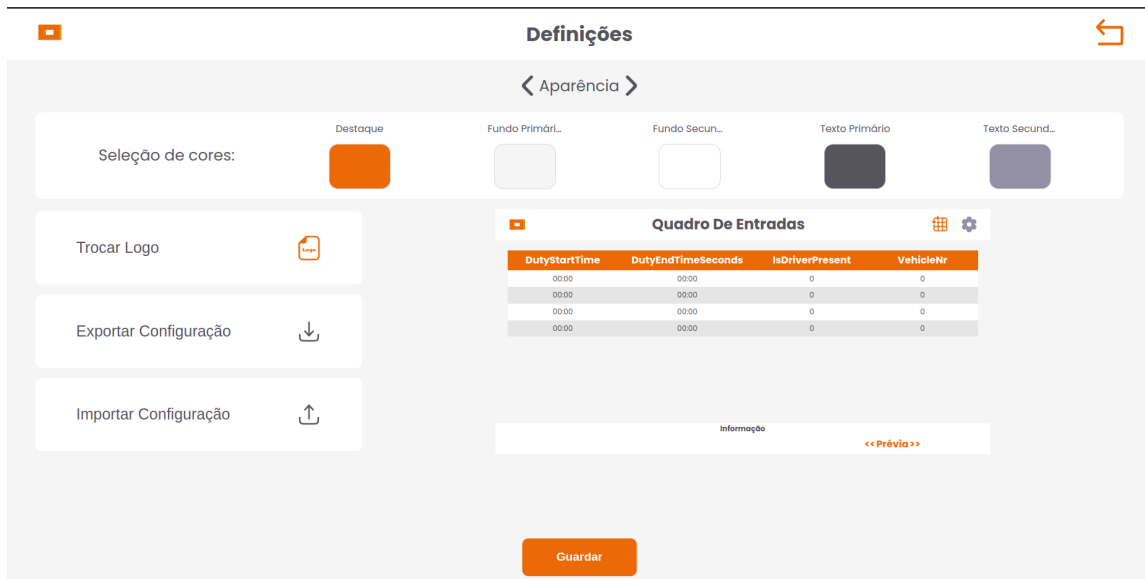 Definições
Aparência
Seleção de cores:
Destaque
Fundo Primári...
Fundo Secun...
Texto Primário
Texto Secund...
Trocar Logo
Logo
Exportar Configuração
Importar Configuração
Quadro De Entradas
DutyStartTime DutyEndTimeSeconds IsDriverPresent VehicleNr
00:00 00:00 0 0
00:00 00:00 0 0
00:00 00:00 0 0
00:00 00:00 0 0
Informação
<< Prévia >>
Guardar